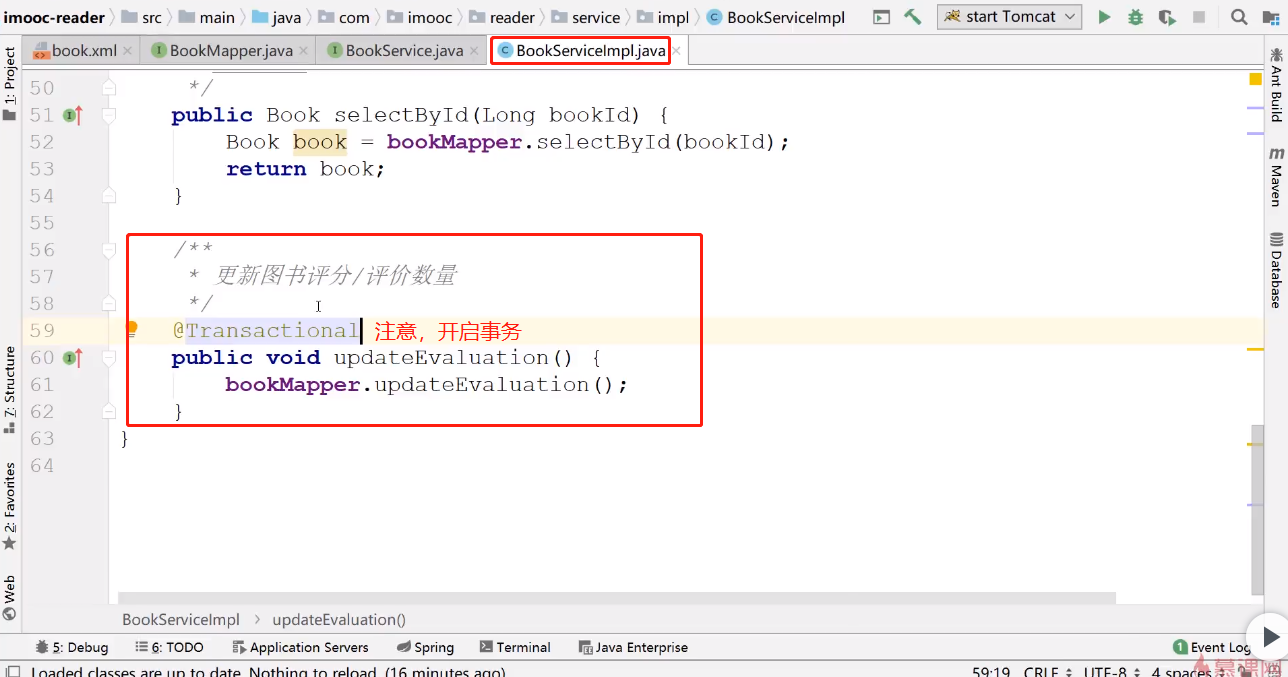 imooc-reader src main java com imooc reader service impl BookServiceImpl start Tomcat
book.xml BookMapper.java BookService.java BookServiceImpl.java
1: Project
7: Structure
2: Favorites
Web
50 */
51 public Book selectById(Long bookId) {
52 Book book = bookMapper.selectById(bookId);
53 return book;
54 }
55
56 /**
57 * 更新图书评分/评价数量
58 */
59 @Transactional 注意，开启事务
60 public void updateEvaluation() {
61 bookMapper.updateEvaluation();
62 }
63 }
64
Ant Build
Maven
Database
BookServiceImpl > updateEvaluation()
5: Debug 6: TODO Application Servers Spring Terminal Java Enterprise 1 Event Log
Loaded classes are up to date. Nothing to reload. (16 minutes ago) 59:19 CRLF UTF-8 4 spaces
慕课网